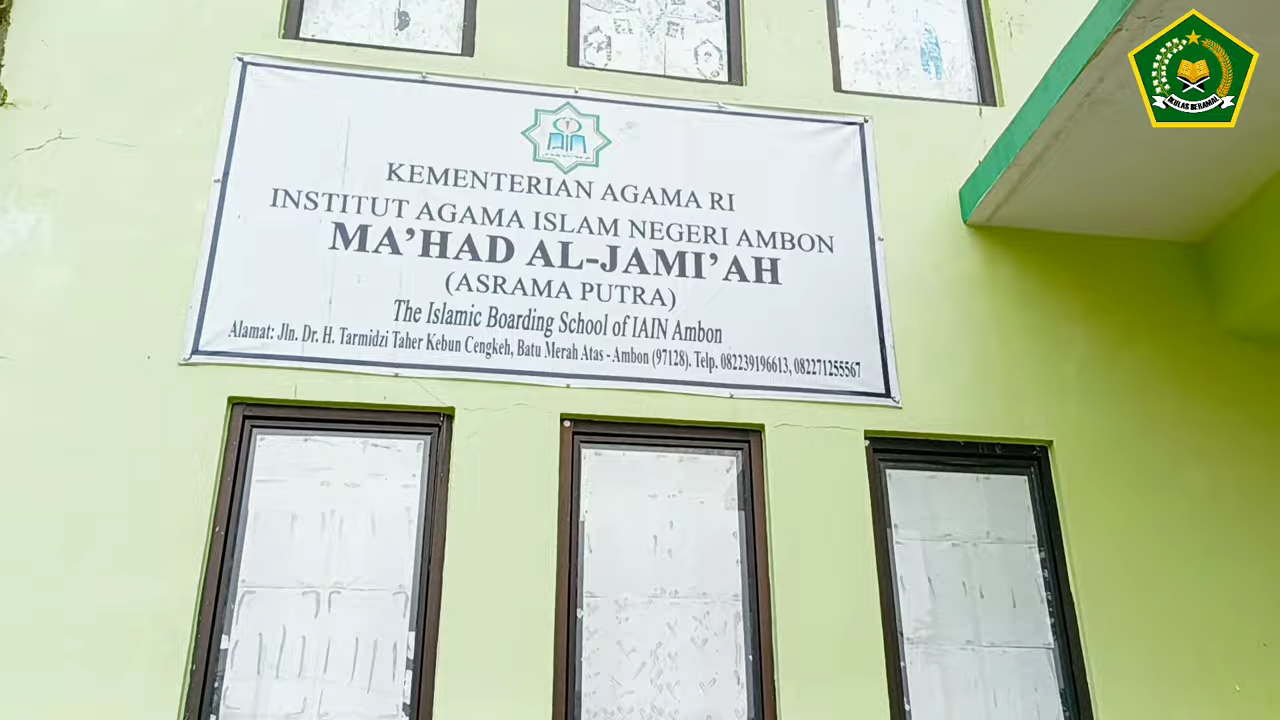 IKHLAS BERAMAL
KEMENTERIAN AGAMA RI
INSTITUT AGAMA ISLAM NEGERI AMBON
MA'HAD AL-JAMI'AH
(ASRAMA PUTRA)
The Islamic Boarding School of IAIN Ambon
Alamat: Jln. Dr. H. Tarmidzi Taher Kebun Cengkeh, Batu Merah Atas - Ambon (97128). Telp. 082239196613, 082271255567